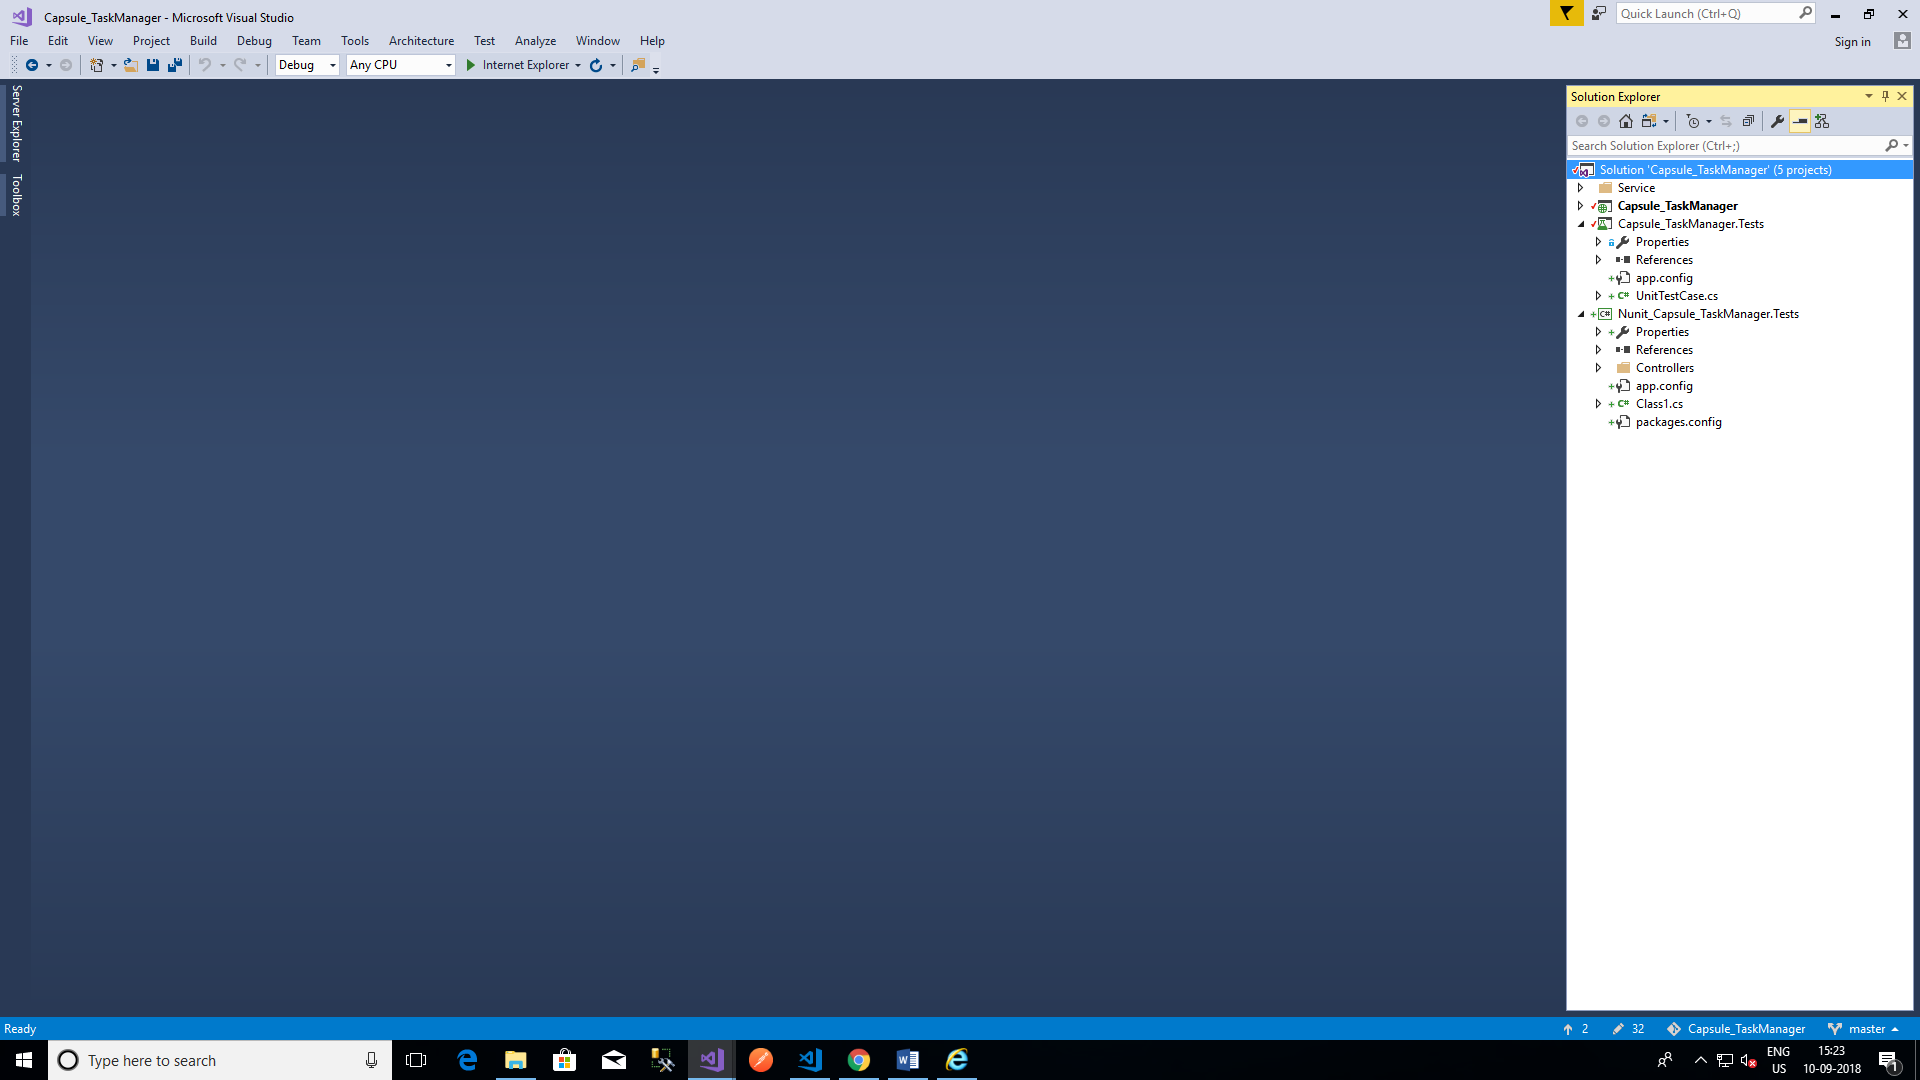 Capsule_TaskManager - Microsoft Visual Studio
Quick Launch (Ctrl+Q)
File Edit View Project Build Debug Team Tools Architecture Test Analyze Window Help
Sign in
Debug Any CPU Internet Explorer
Server Explorer
Toolbox
Solution Explorer
Search Solution Explorer (Ctrl+;)
Solution 'Capsule_TaskManager' (5 projects)
Service
Capsule_TaskManager
Capsule_TaskManager.Tests
Properties
References
app.config
C# UnitTestCase.cs
C# Nunit_Capsule_TaskManager.Tests
Properties
References
Controllers
app.config
C# Class1.cs
packages.config
Ready
2 32 Capsule_TaskManager master
Type here to search
ENG
US
15:23
10-09-2018
1